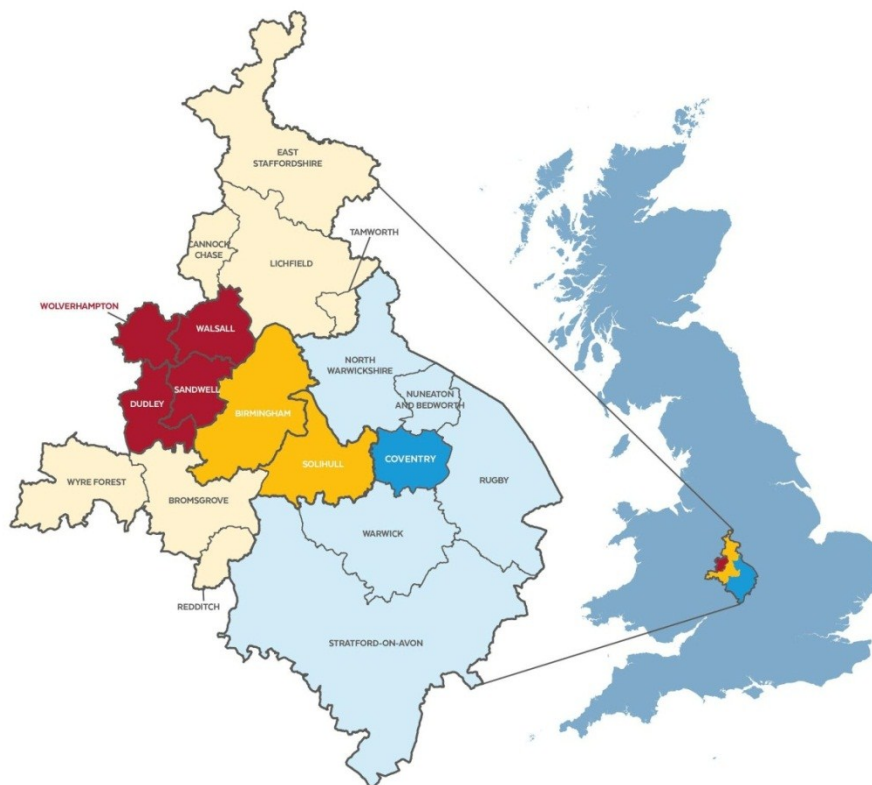 EAST
STAFFORDSHIRE
TAMWORTH
CANNOCK
CHASE
LICHFIELD
WOLVERHAMPTON
WALSALL
NORTH
WARWICKSHIRE
SANDWELL
NUNEATON
AND BEDWORTH
DUDLEY
BIRMINGHAM
COVENTRY
SOLIHULL
RUGBY
WYRE FOREST
BROMSGROVE
WARWICK
REDDITCH
STRATFORD-ON-AVON